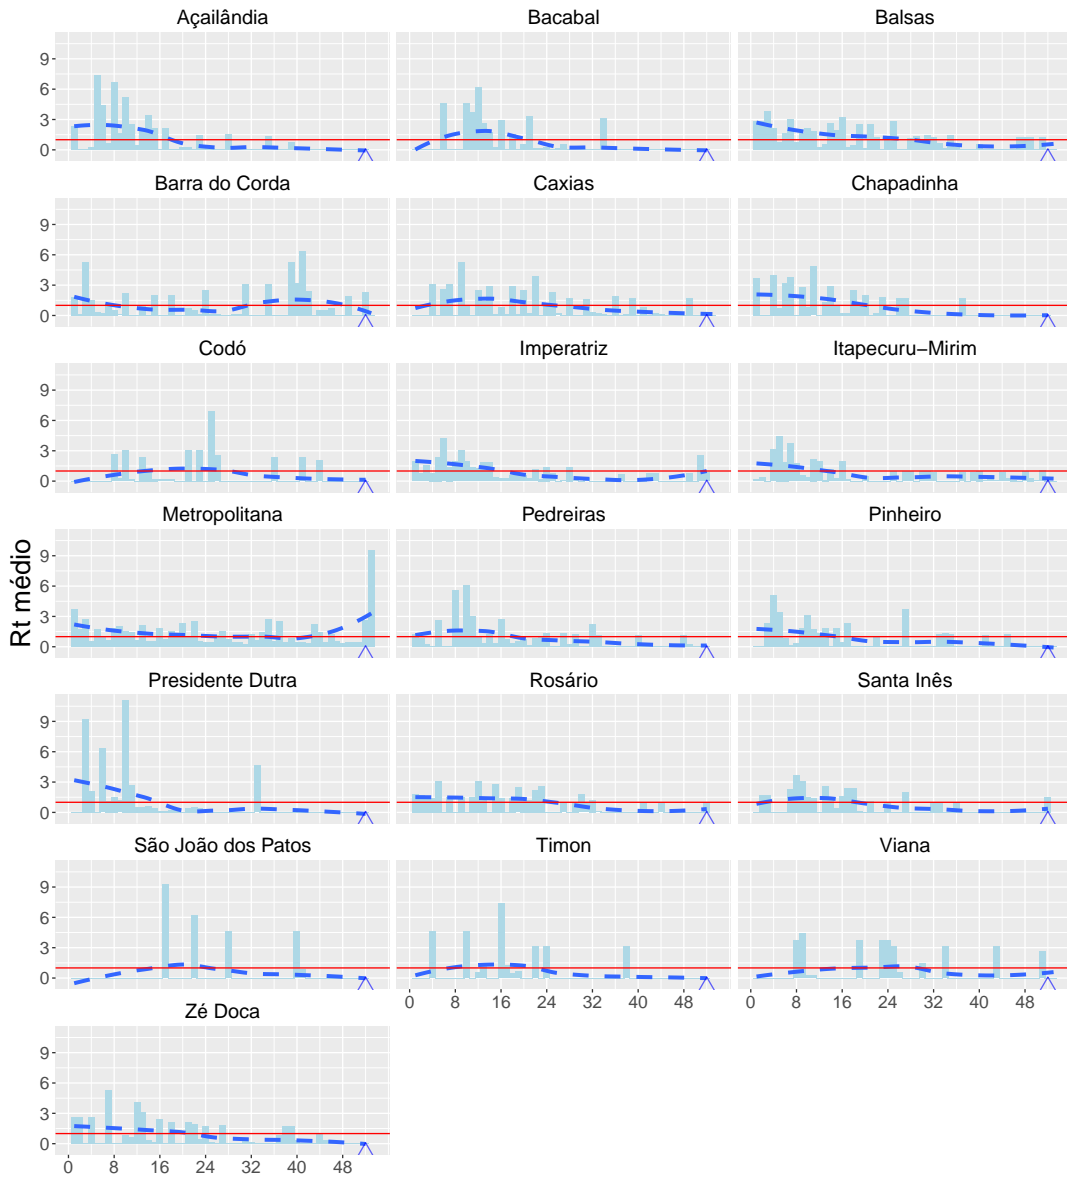 Açailândia Bacabal Balsas
9
6
3
0
Barra do Corda Caxias Chapadinha
9
6
3
0
Codó Imperatriz Itapecuru−Mirim
9
6
3
0
Metropolitana Pedreiras Pinheiro
9
6
3
0
Rt médio
Presidente Dutra Rosário Santa Inês
9
6
3
0
São João dos Patos Timon Viana
9
6
3
0
0 8 16 24 32 40 48 0 8 16 24 32 40 48
Zé Doca
9
6
3
0
0 8 16 24 32 40 48